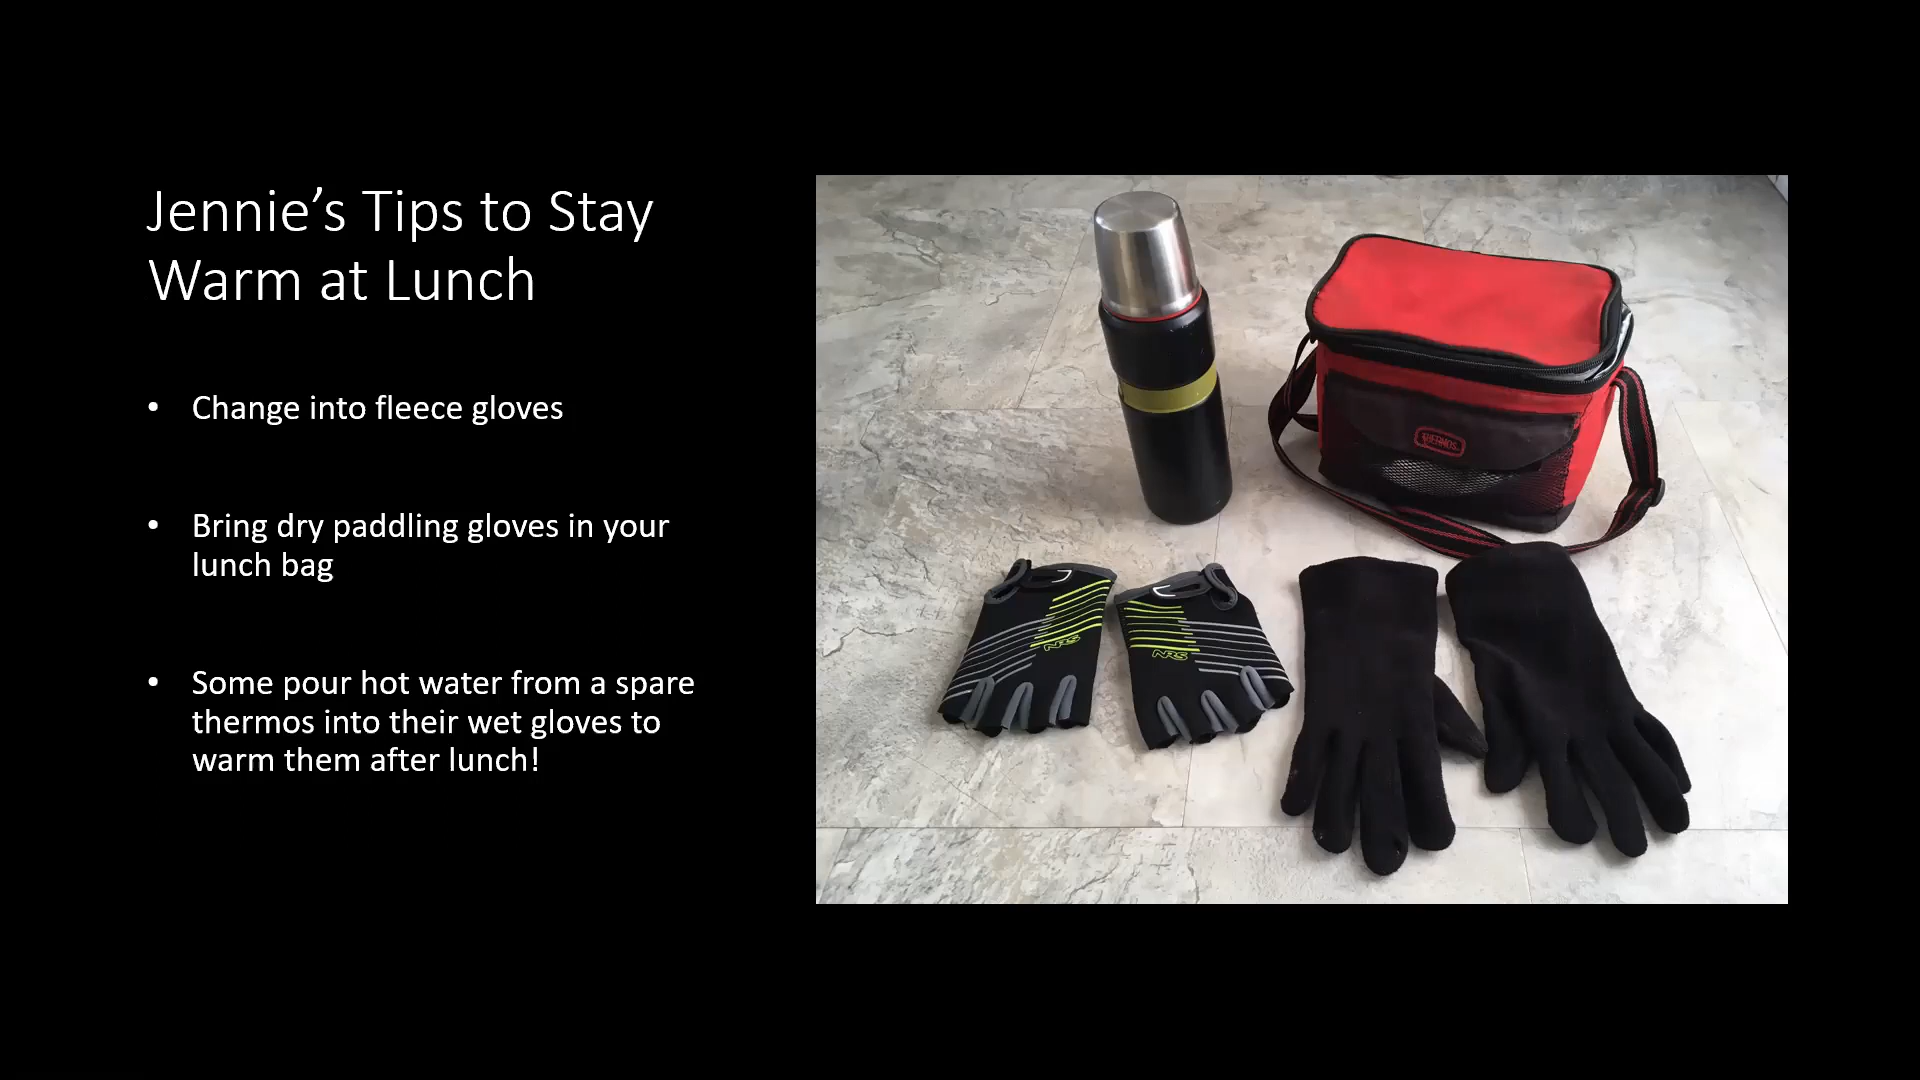 Jennie’s Tips to Stay
Warm at Lunch
• Change into fleece gloves
• Bring dry paddling gloves in your
lunch bag
• Some pour hot water from a spare
thermos into their wet gloves to
warm them after lunch!
THERMOS
NRS
NRS